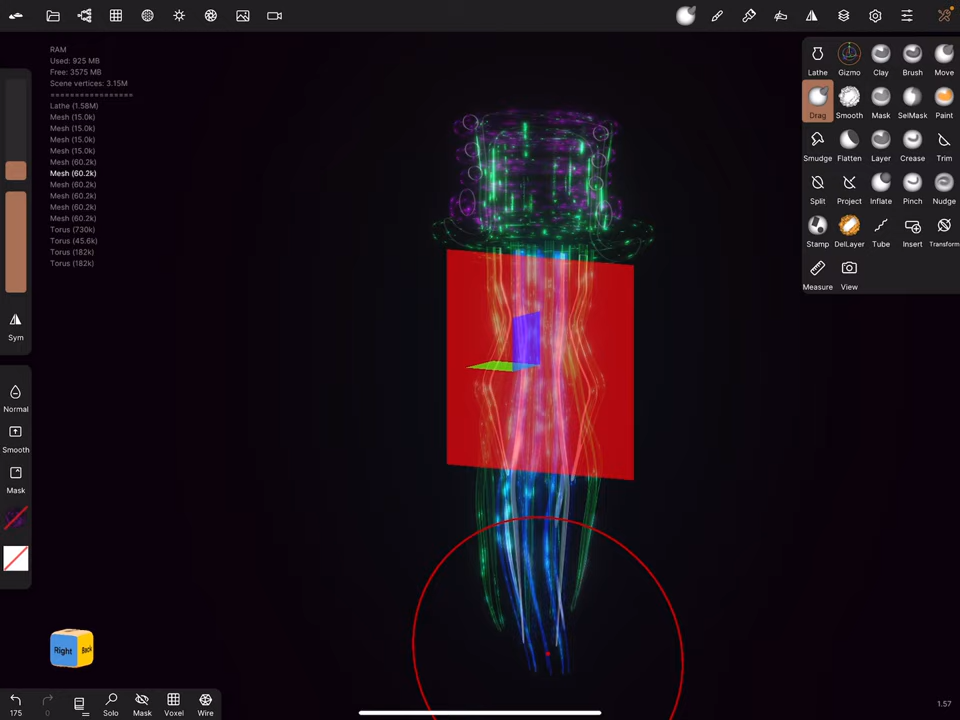 RAM
Used: 925 MB
Free: 3575 MB
Scene vertices: 3.15M
=================
Lathe (1.58M)
Mesh (15.0k)
Mesh (15.0k)
Mesh (15.0k)
Mesh (15.0k)
Mesh (60.2k)
Mesh (60.2k)
Mesh (60.2k)
Mesh (60.2k)
Mesh (60.2k)
Mesh (60.2k)
Torus (730k)
Torus (45.6k)
Torus (182k)
Torus (182k)
Lathe Gizmo Clay Brush Move
Drag Smooth Mask SelMask Paint
Smudge Flatten Layer Crease Trim
Split Project Inflate Pinch Nudge
Stamp DelLayer Tube Insert Transform
Measure View
Sym
Normal
Smooth
Mask
Right Back
175 0 Solo Mask Voxel Wire
1.57